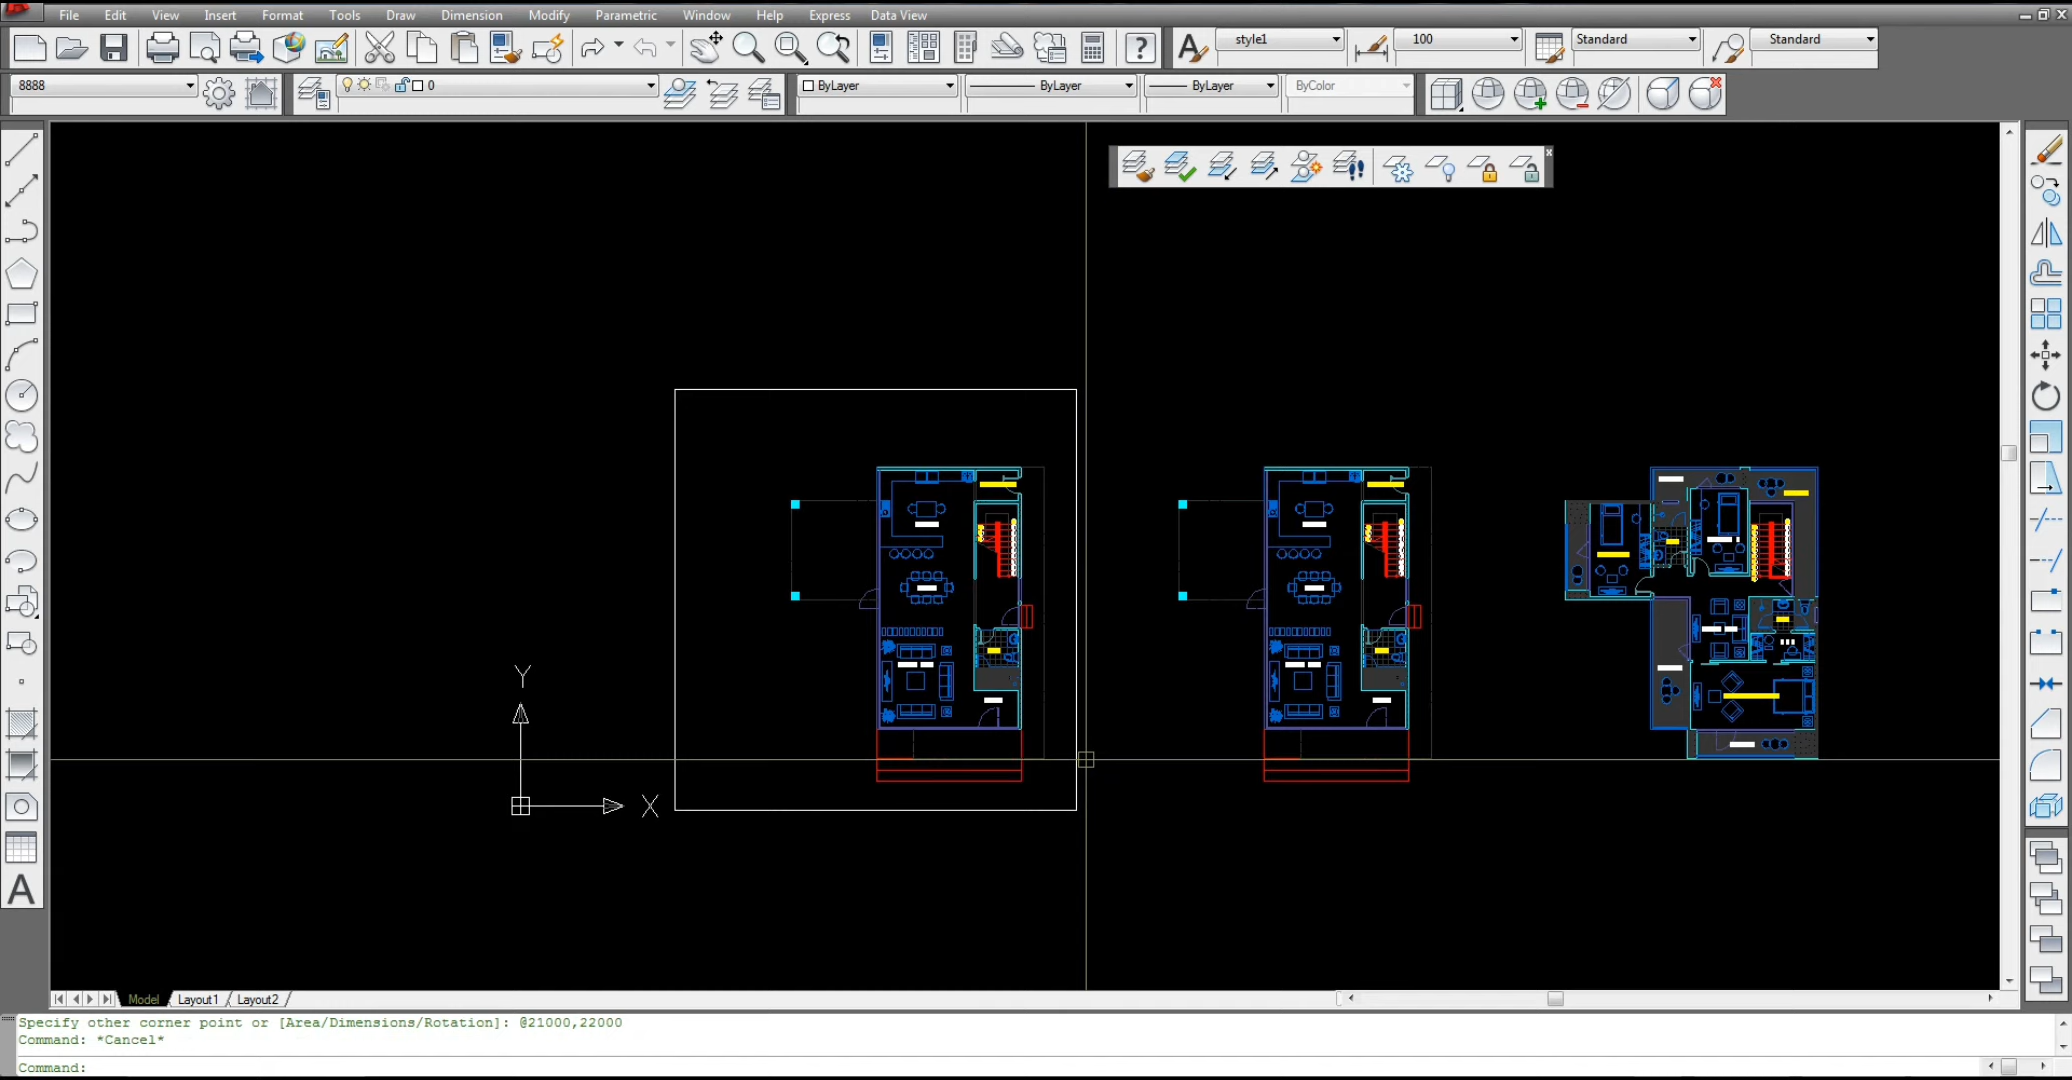 File Edit View Insert Format Tools Draw Dimension Modify Parametric Window Help Express Data View
style1 100 Standard Standard
8888 0 ByLayer ByLayer ByLayer ByColor
Y
X
Model Layout1 Layout2
Specify other corner point or [Area/Dimensions/Rotation]: @21000,22000
Command: *Cancel*
Command: